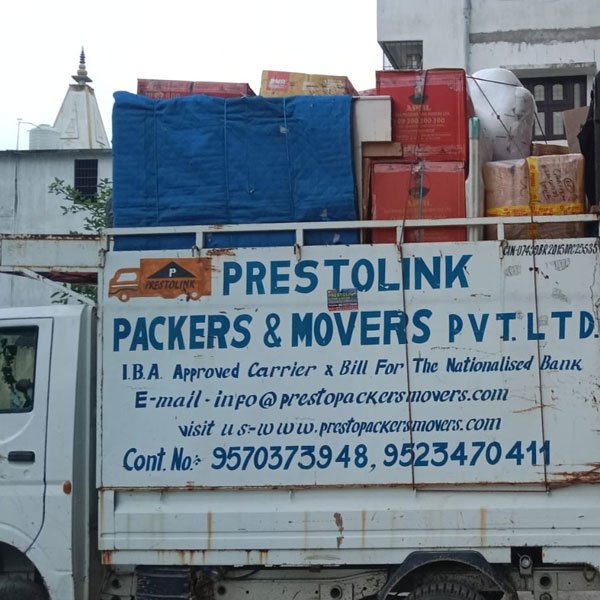 PRESTOLINK
P
PRESTOLINK
PACKERS & MOVERS PVT.LTD.
I.B.A. Approved Carrier & Bill For The Nationalised Bank
E-mail - info@prestopackersmovers.com
visit us:-www.prestopackersmovers.com
Cont. No:- 9570373948, 9523470411